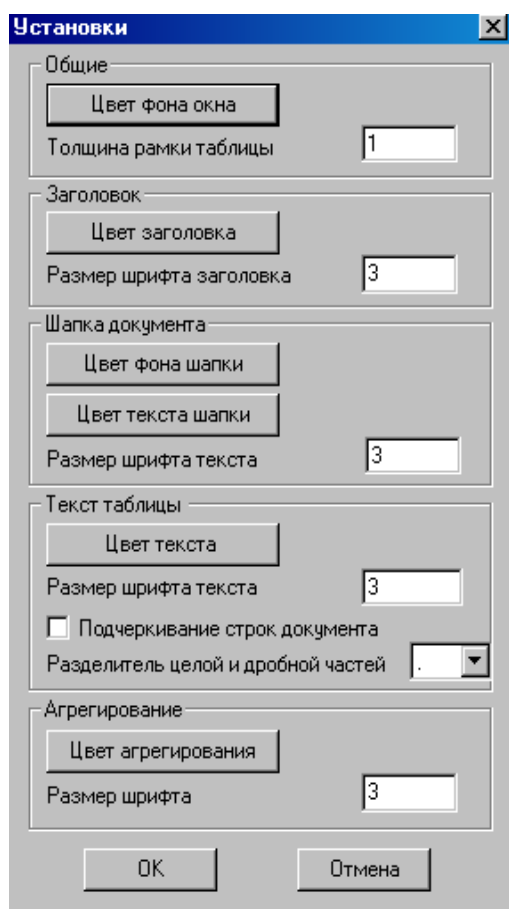 Установки
Общие
Цвет фона окна
Толщина рамки таблицы 1
Заголовок
Цвет заголовка
Размер шрифта заголовка 3
Шапка документа
Цвет фона шапки
Цвет текста шапки
Размер шрифта текста 3
Текст таблицы
Цвет текста
Размер шрифта текста 3
Подчеркивание строк документа
Разделитель целой и дробной частей .
Агрегирование
Цвет агрегирования
Размер шрифта 3
OK Отмена